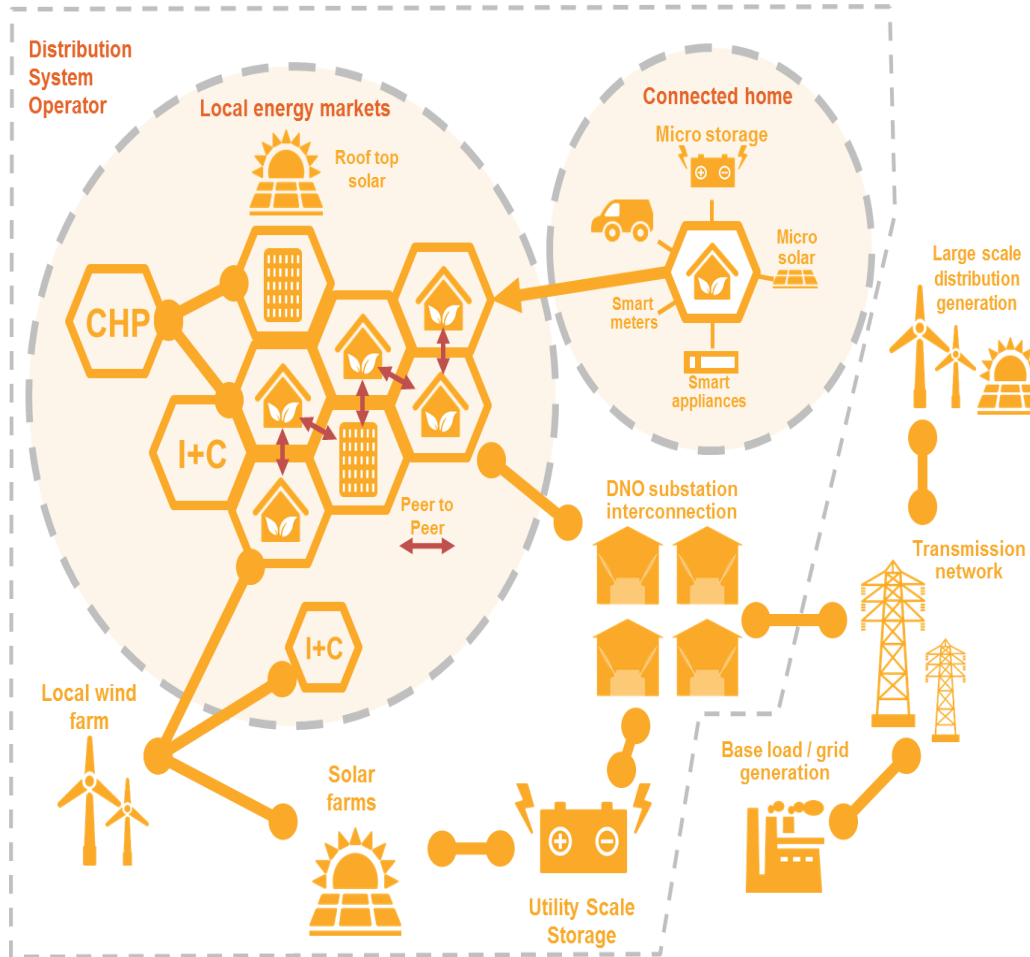 Distribution
System
Operator
Local energy markets
Roof top
solar
Connected home
Micro storage
Micro
solar
Smart
meters
Smart
appliances
Large scale
distribution
generation
CHP
I+C
Peer to
Peer
DNO substation
interconnection
Transmission
network
I+C
Local wind
farm
Solar
farms
Base load / grid
generation
Utility Scale
Storage